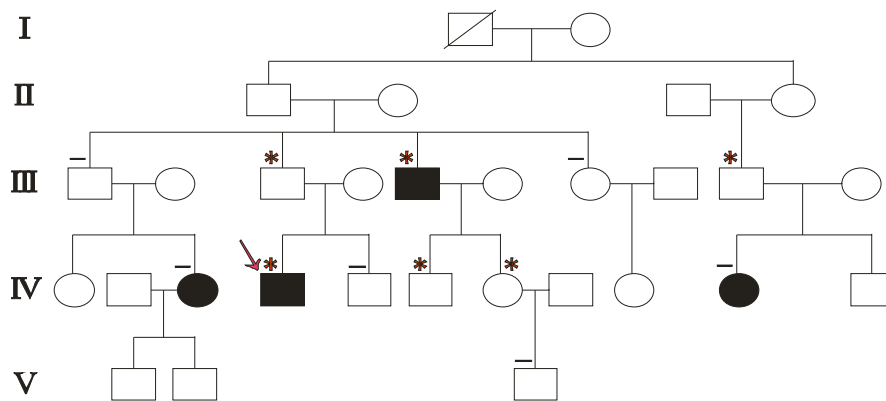 I
II
– * * – *
III
– * – * * –
IV
–
V